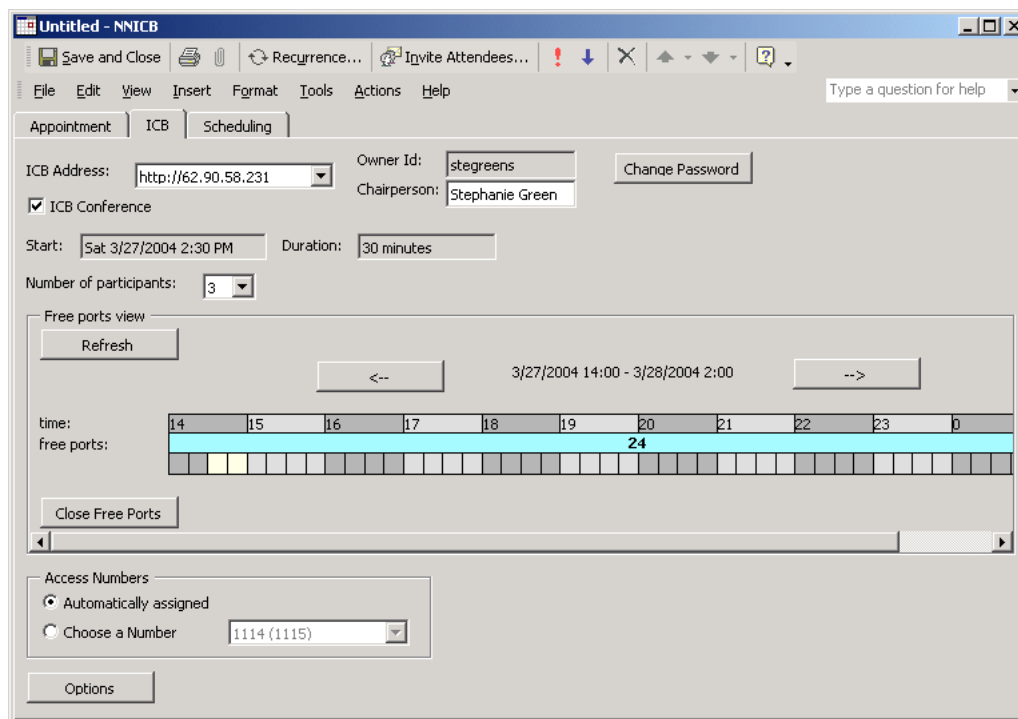 Untitled - NNICB
Save and Close Recurrence... Invite Attendees...
File Edit View Insert Format Tools Actions Help Type a question for help
Appointment ICB Scheduling
ICB Address: http://62.90.58.231 Owner Id: stegreens Change Password
Chairperson: Stephanie Green
ICB Conference
Start: Sat 3/27/2004 2:30 PM Duration: 30 minutes
Number of participants: 3
Free ports view
Refresh
<-- 3/27/2004 14:00 - 3/28/2004 2:00 -->
time: 14 15 16 17 18 19 20 21 22 23 0
free ports: 24
Close Free Ports
Access Numbers
Automatically assigned
Choose a Number 1114 (1115)
Options